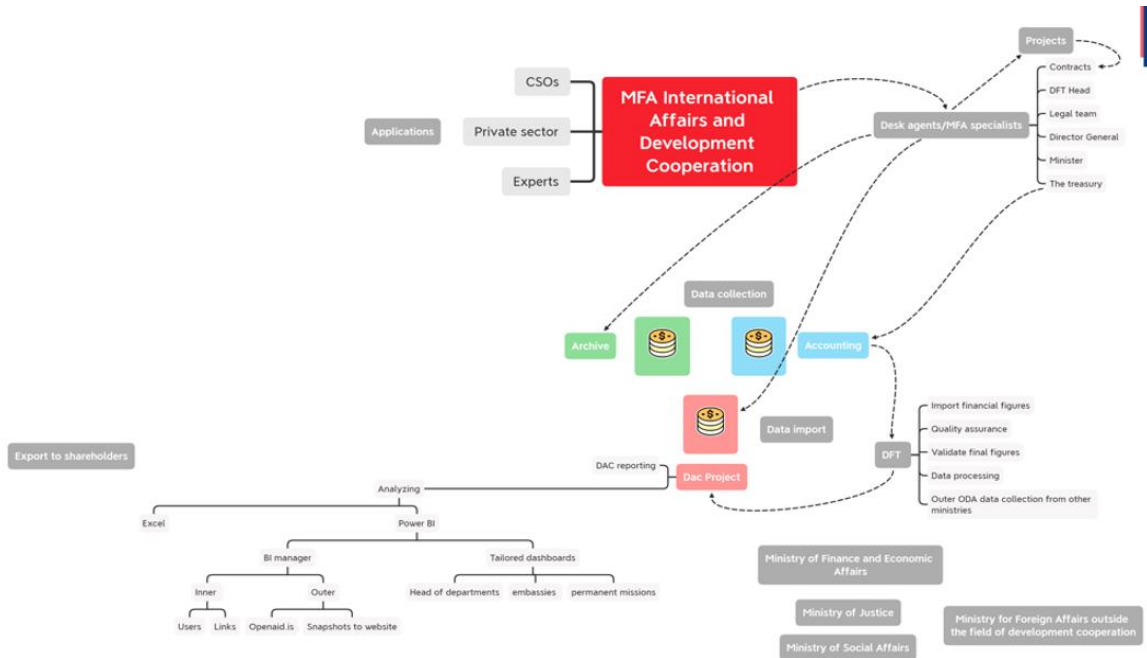 Projects
Contracts
DFT Head
Legal team
Director General
Minister
The treasury
Desk agents/MFA specialists
MFA International
Affairs and
Development
Cooperation
CSOs
Private sector
Experts
Applications
Data collection
Archive
Accounting
Data import
Dac Project
DFT
Import financial figures
Quality assurance
Validate final figures
Data processing
Outer ODA data collection from other
ministries
Export to shareholders
DAC reporting
Analyzing
Excel
Power BI
BI manager
Tailored dashboards
Inner
Outer
Head of departments
embassies
permanent missions
Users
Links
Openaid.is
Snapshots to website
Ministry of Finance and Economic
Affairs
Ministry of Justice
Ministry of Social Affairs
Ministry for Foreign Affairs outside
the field of development cooperation